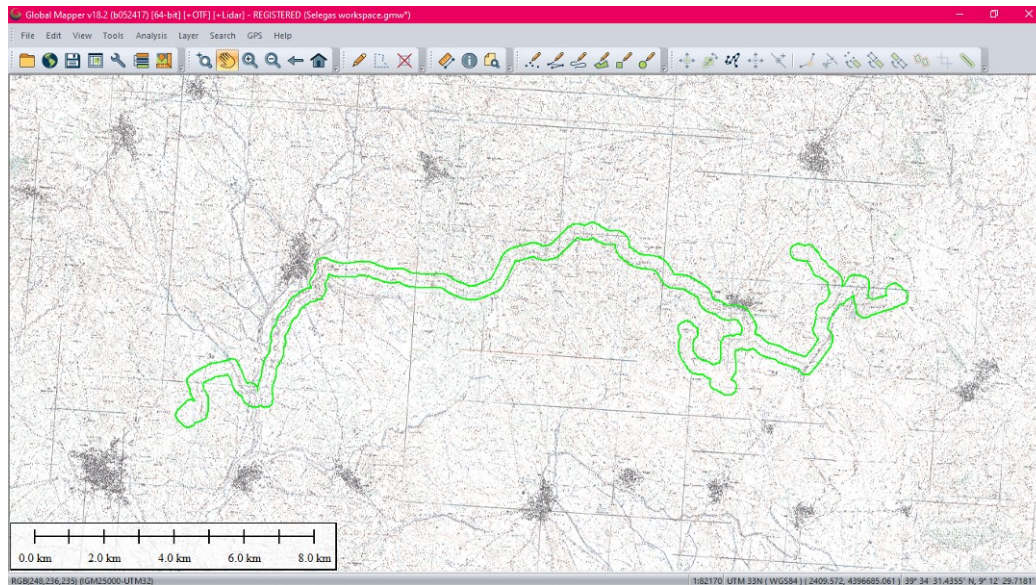 Global Mapper v18.2 (b052417) [64-bit] [+OTF] [+Lidar] - REGISTERED (Selegas workspace.gmw*)
File Edit View Tools Analysis Layer Search GPS Help
0.0 km 2.0 km 4.0 km 6.0 km 8.0 km
RGB(248,236,235) (IGM25000-UTM32) 1:82170 UTM 33N ( WGS84 ) ( 2409.572, 4396685.061 ) 39° 34' 31.4355" N, 9° 12' 29.7181"